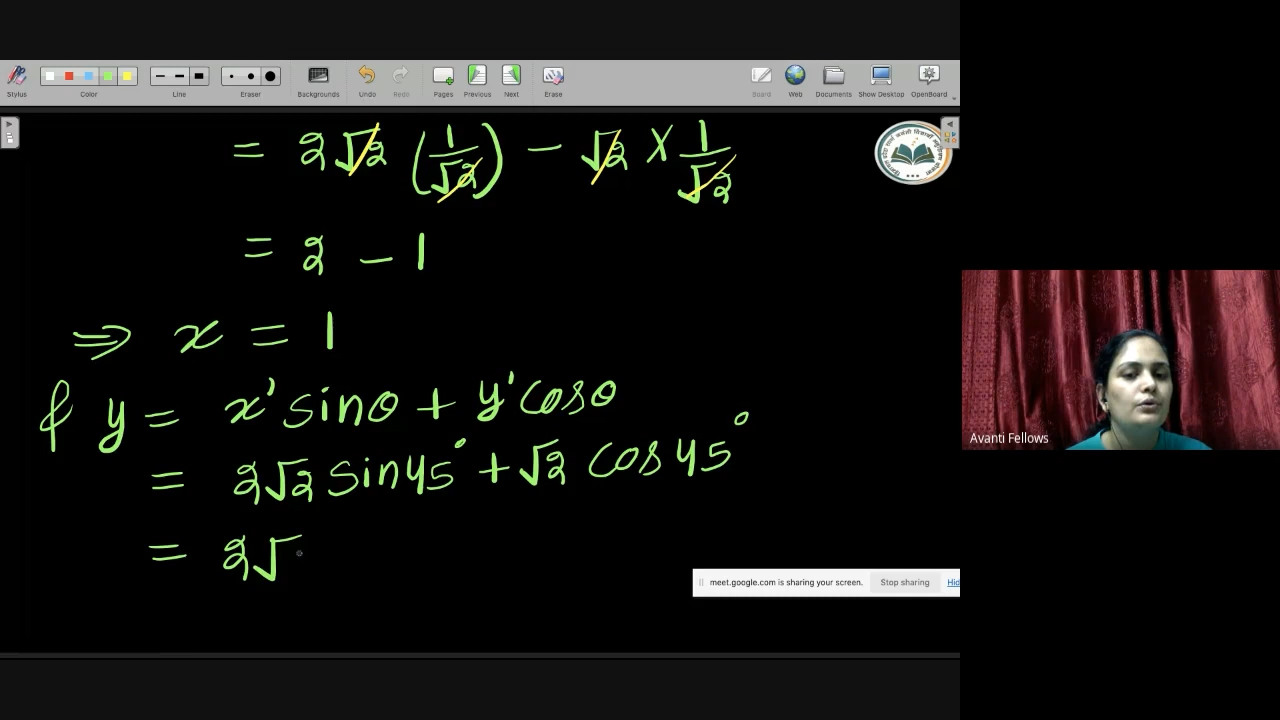 Stylus Color Line Eraser Backgrounds Undo Redo Pages Previous Next Erase Board Web Documents Show Desktop OpenBoard
= 2√2 (1/√2) - √2 × 1/√2
= 2 - 1
⇒ x = 1
& y = x' sinθ + y' cosθ
= 2√2 sin45° + √2 cos45°
= 2√
Avanti Fellows
meet.google.com is sharing your screen. Stop sharing Hid